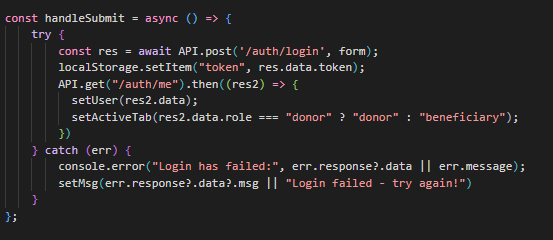 const handleSubmit = async () => {
    try {
        const res = await API.post('/auth/login', form);
        localStorage.setItem("token", res.data.token);
        API.get("/auth/me").then((res2) => {
          setUser(res2.data);
          setActiveTab(res2.data.role === "donor" ? "donor" : "beneficiary");
        })
    } catch (err) {
        console.error("Login has failed:", err.response?.data || err.message);
        setMsg(err.response?.data?.msg || "Login failed - try again!")
    }
};